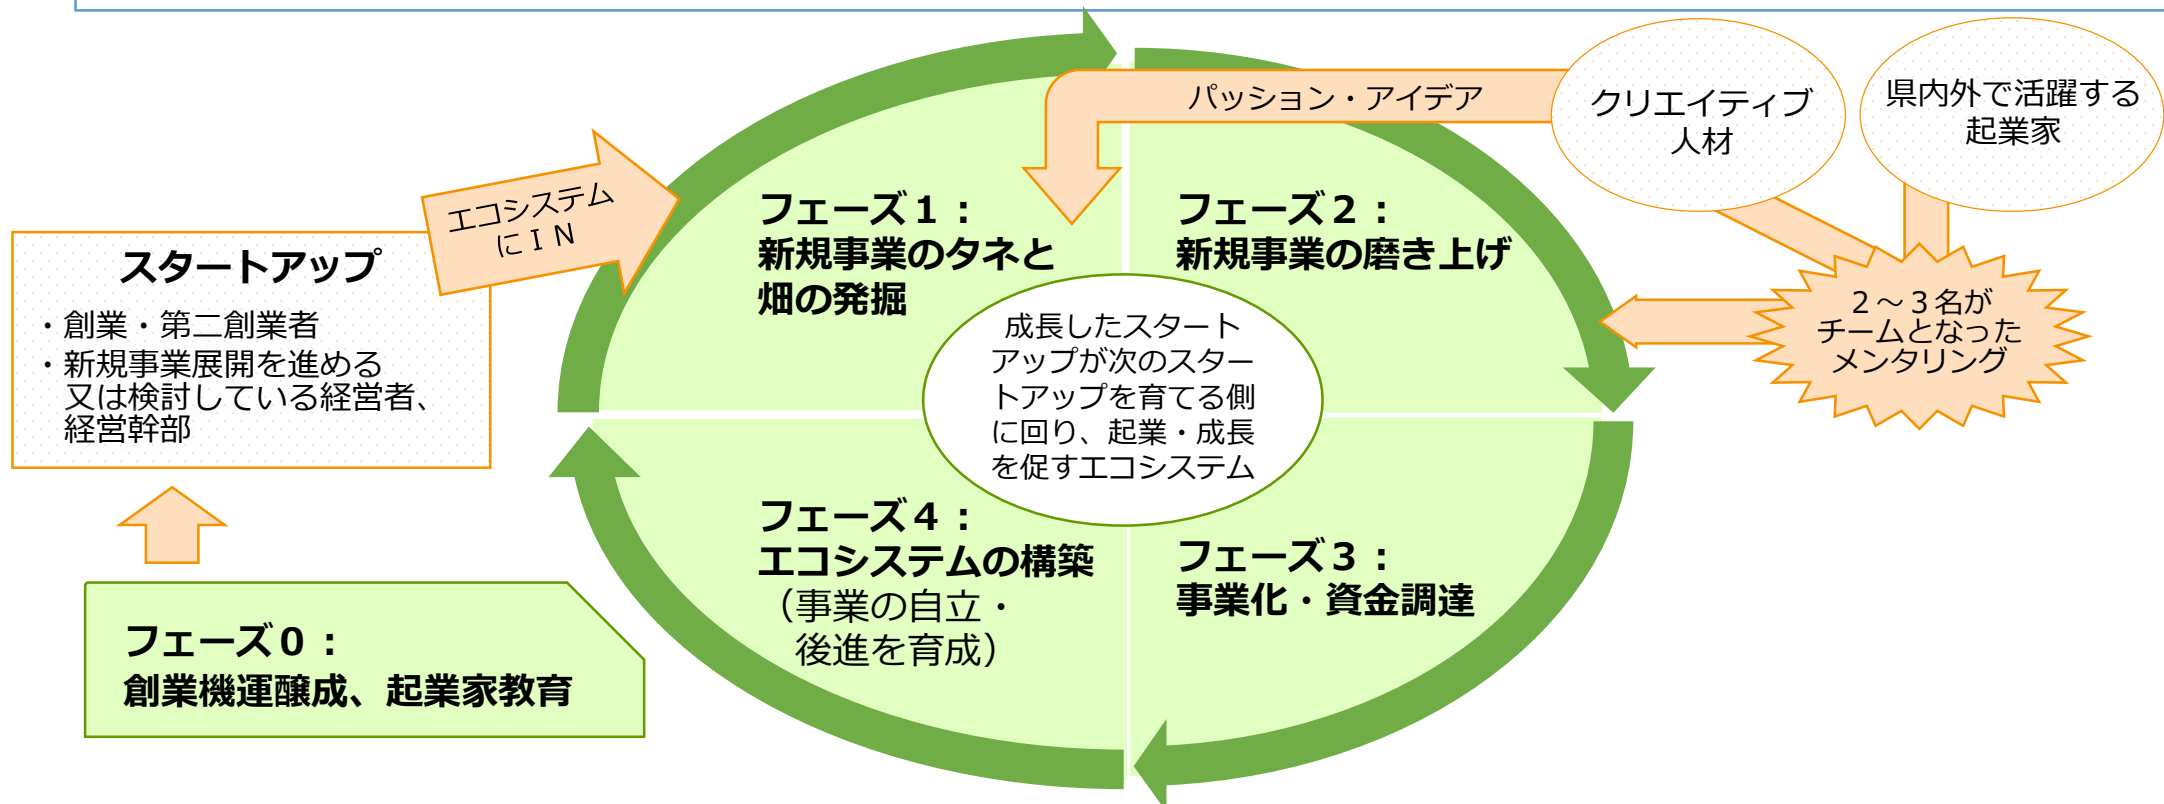 パッション・アイデア
クリエイティブ
人材
県内外で活躍する
起業家
エコシステム
にＩＮ
スタートアップ
・創業・第二創業者
・新規事業展開を進める
又は検討している経営者、
経営幹部
フェーズ１：
新規事業のタネと
畑の発掘
フェーズ２：
新規事業の磨き上げ
２～３名が
チームとなった
メンタリング
成長したスタート
アップが次のスター
トアップを育てる側
に回り、起業・成長
を促すエコシステム
フェーズ４：
エコシステムの構築
（事業の自立・
後進を育成）
フェーズ３：
事業化・資金調達
フェーズ０：
創業機運醸成、起業家教育